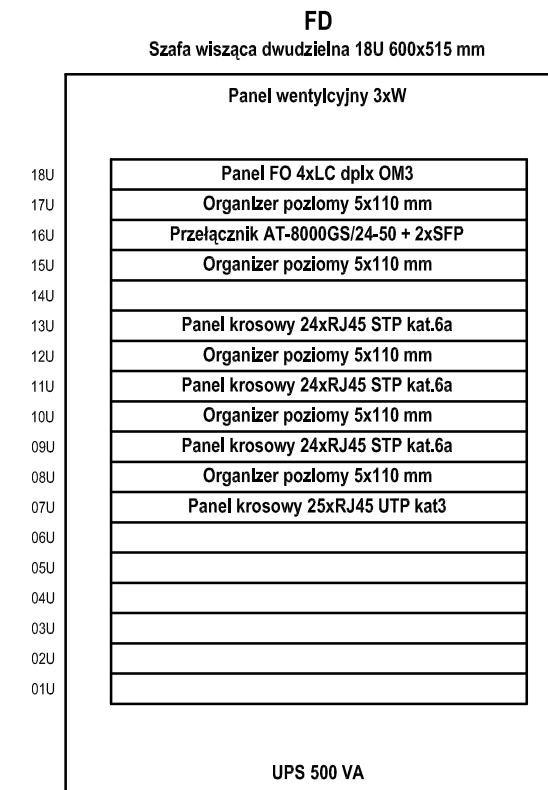 FD
Szafa wisząca dwudzielna 18U 600x515 mm
Panel wentylcyjny 3xW
18U Panel FO 4xLC dplx OM3
17U Organizer poziomy 5x110 mm
16U Przełącznik AT-8000GS/24-50 + 2xSFP
15U Organizer poziomy 5x110 mm
14U
13U Panel krosowy 24xRJ45 STP kat.6a
12U Organizer poziomy 5x110 mm
11U Panel krosowy 24xRJ45 STP kat.6a
10U Organizer poziomy 5x110 mm
09U Panel krosowy 24xRJ45 STP kat.6a
08U Organizer poziomy 5x110 mm
07U Panel krosowy 25xRJ45 UTP kat3
06U
05U
04U
03U
02U
01U
UPS 500 VA